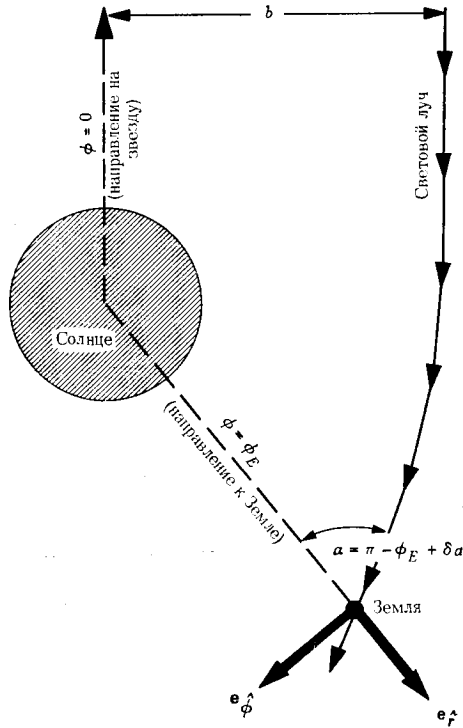 b
ϕ = 0
(направление на
звезду)
Световой луч
Солнце
ϕ = ϕ_E
(направление к Земле)
α = π − ϕ_E + δα
Земля
e_ϕ̂
e_r̂